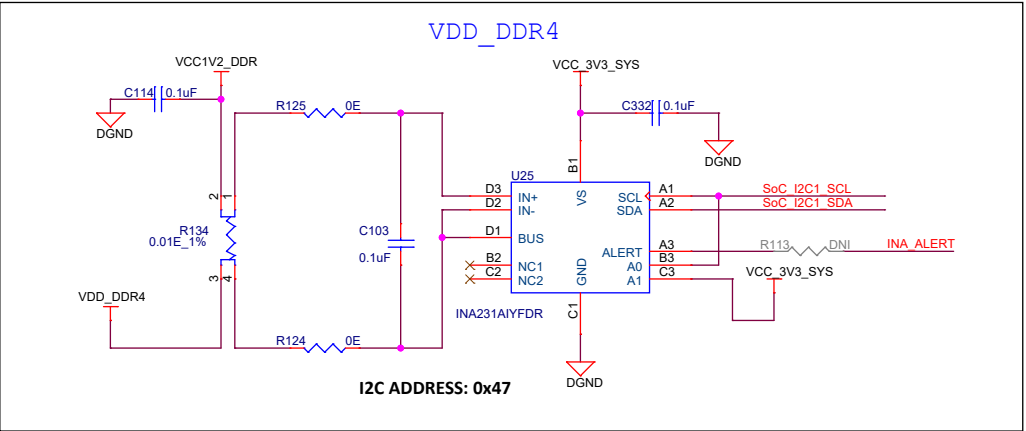 VDD_DDR4
VCC1V2_DDR
VCC_3V3_SYS
C114 0.1uF
R125 0E
C332 0.1uF
DGND
DGND
B1
U25
2 1
D3 IN+ VS SCL A1 SoC_I2C1_SCL
D2 IN- SDA A2 SoC_I2C1_SDA
R134
0.01E_1%
C103
D1 BUS
0.1uF
ALERT A3 R113 DNI INA_ALERT
B2 NC1 A0 B3
C2 NC2 GND A1 C3 VCC_3V3_SYS
3 4
VDD_DDR4
INA231AIYFDR C1
R124 0E
DGND
I2C ADDRESS: 0x47